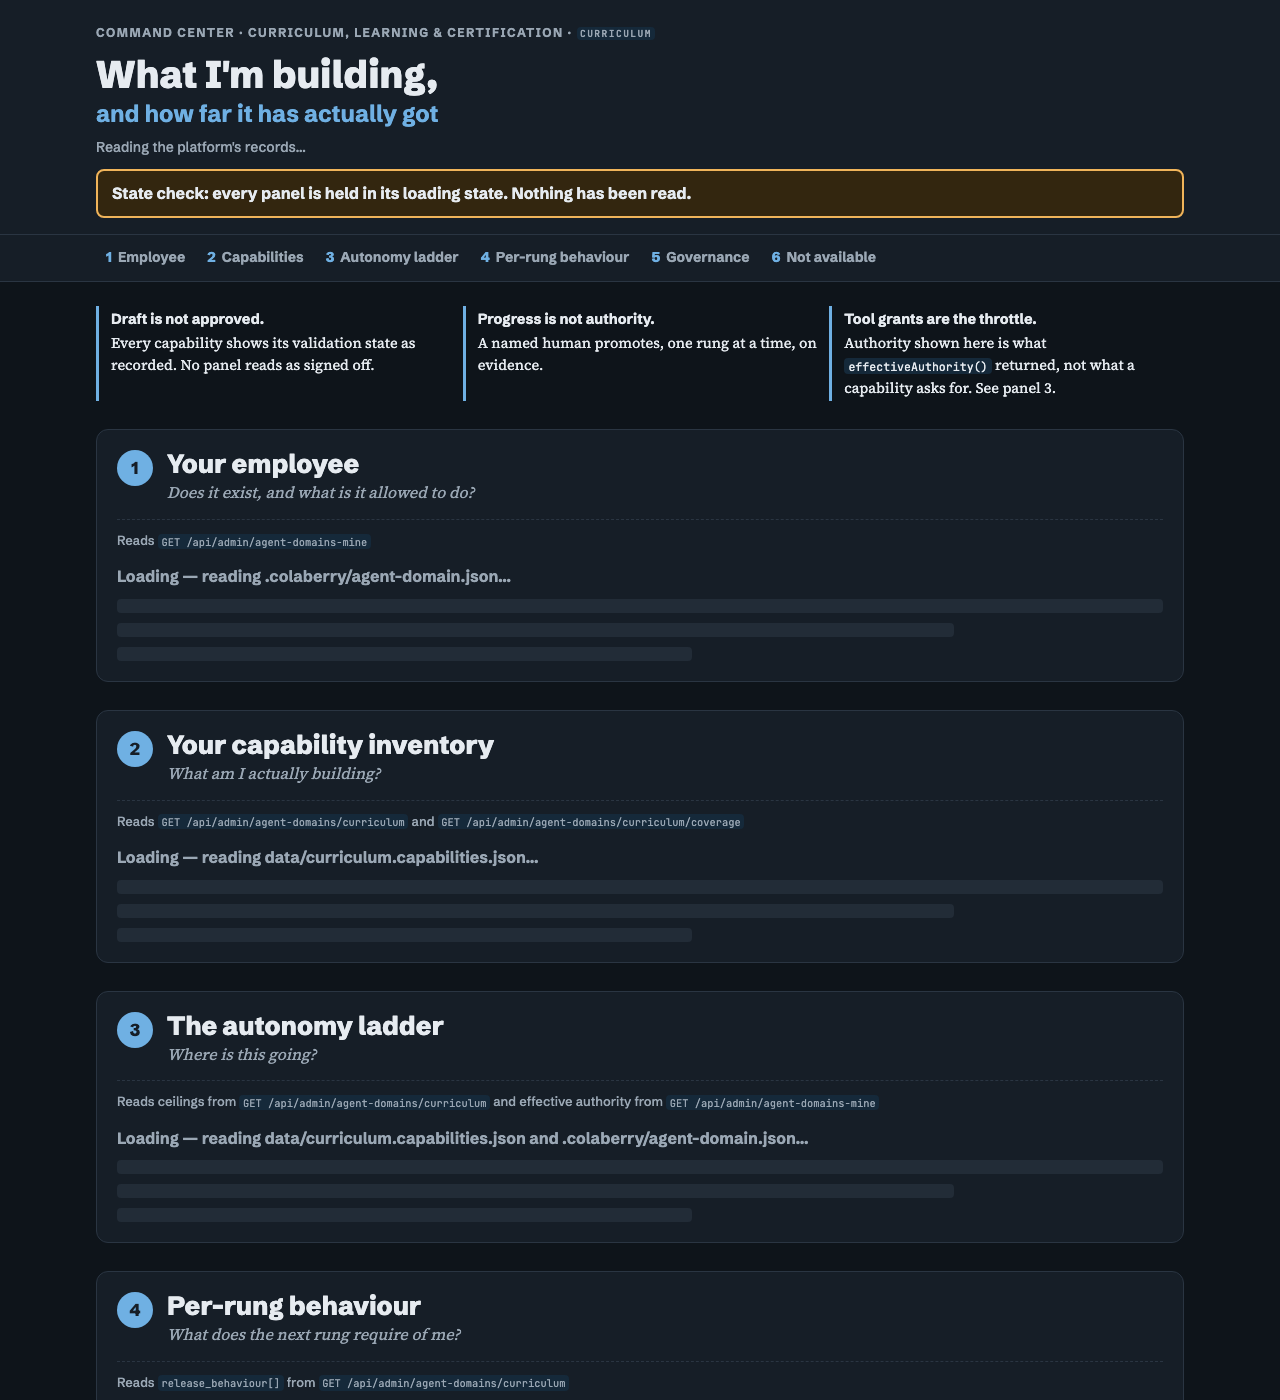 COMMAND CENTER · CURRICULUM, LEARNING & CERTIFICATION · CURRICULUM
What I'm building,
and how far it has actually got
Reading the platform's records…
State check: every panel is held in its loading state. Nothing has been read.
1 Employee 2 Capabilities 3 Autonomy ladder 4 Per-rung behaviour 5 Governance 6 Not available
Draft is not approved.
Every capability shows its validation state as
recorded. No panel reads as signed off.
Progress is not authority.
A named human promotes, one rung at a time, on
evidence.
Tool grants are the throttle.
Authority shown here is what
effectiveAuthority() returned, not what a
capability asks for. See panel 3.
1 Your employee
Does it exist, and what is it allowed to do?
Reads GET /api/admin/agent-domains-mine
Loading — reading .colaberry/agent-domain.json…
2 Your capability inventory
What am I actually building?
Reads GET /api/admin/agent-domains/curriculum and GET /api/admin/agent-domains/curriculum/coverage
Loading — reading data/curriculum.capabilities.json…
3 The autonomy ladder
Where is this going?
Reads ceilings from GET /api/admin/agent-domains/curriculum and effective authority from GET /api/admin/agent-domains-mine
Loading — reading data/curriculum.capabilities.json and .colaberry/agent-domain.json…
4 Per-rung behaviour
What does the next rung require of me?
Reads release_behaviour[] from GET /api/admin/agent-domains/curriculum